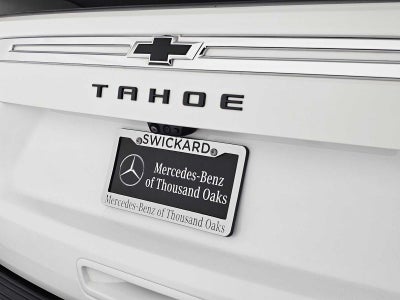 TAHOE
SWICKARD
Mercedes-Benz
of Thousand Oaks
Mercedes-Benz of Thousand Oaks